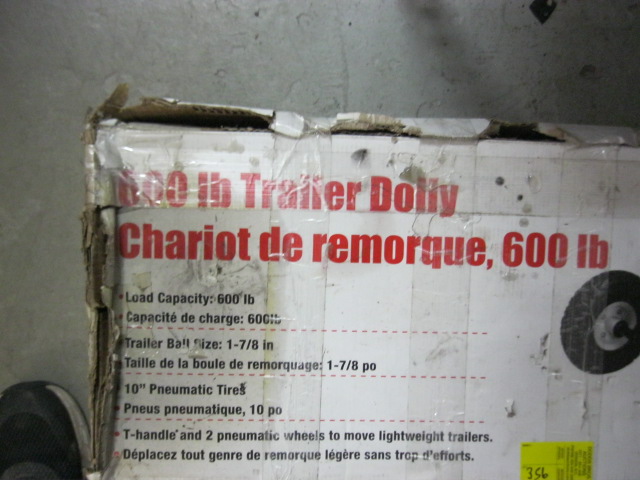 600 lb Trailer Dolly
Chariot de remorque, 600 lb
• Load Capacity: 600 lb
• Capacité de charge: 600lb
• Trailer Ball Size: 1-7/8 in
Taille de la boule de remorquage: 1-7/8 po
10" Pneumatic Tires
• Pneus pneumatique, 10 po
• T-handle and 2 pneumatic wheels to move lightweight trailers.
Déplacez tout genre de remorque légère sans trop d'efforts.
356